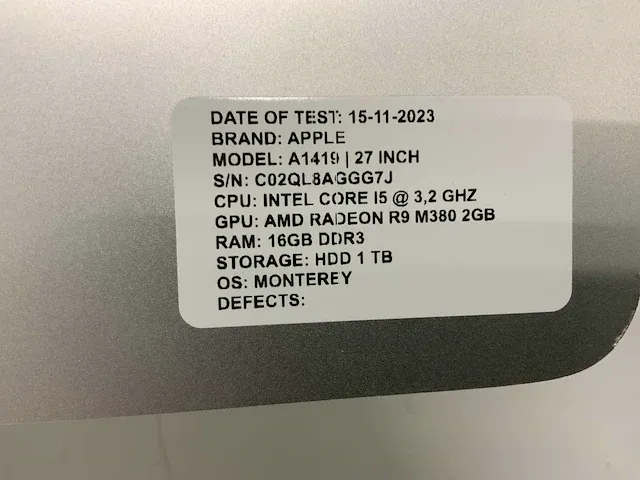 DATE OF TEST: 15-11-2023
BRAND: APPLE
MODEL: A1419 | 27 INCH
S/N: C02QL8AGGG7J
CPU: INTEL CORE I5 @ 3,2 GHZ
GPU: AMD RADEON R9 M380 2GB
RAM: 16GB DDR3
STORAGE: HDD 1 TB
OS: MONTEREY
DEFECTS: